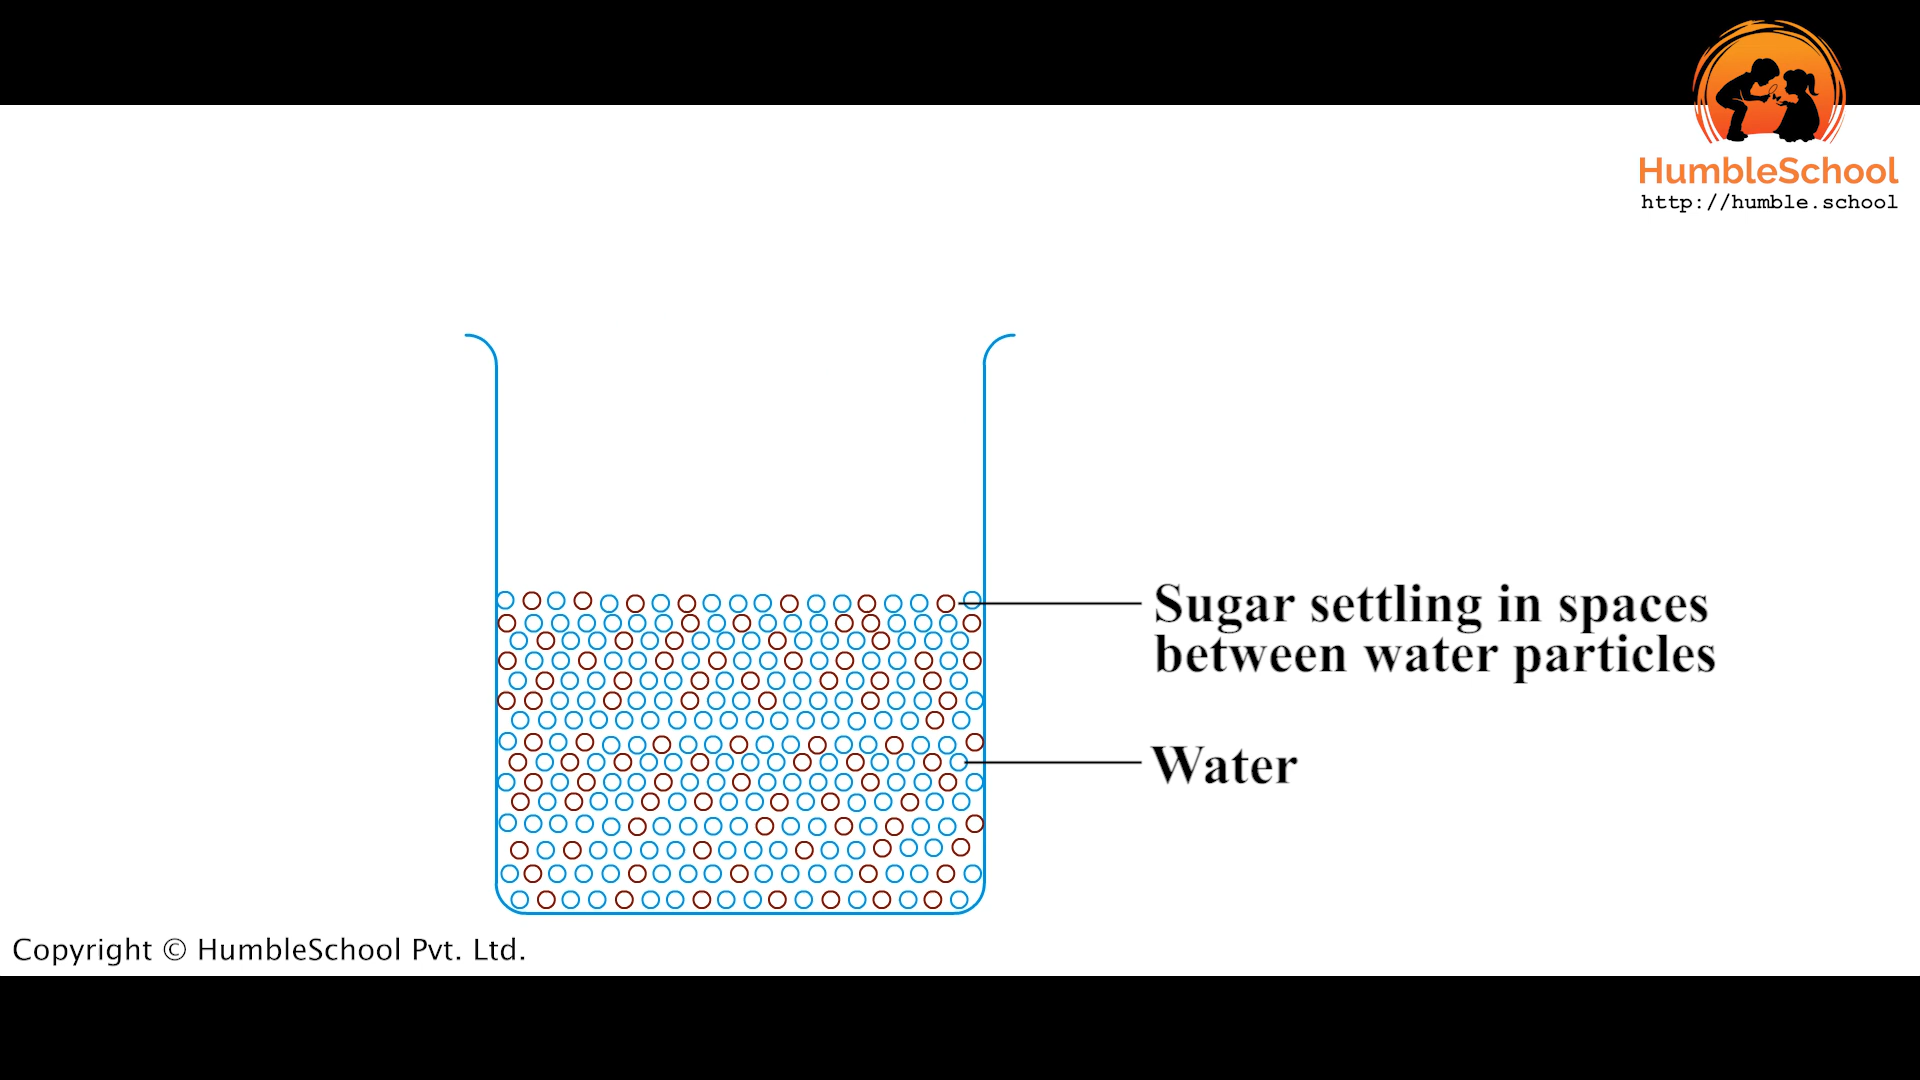 HumbleSchool
http://humble.school
Sugar settling in spaces
between water particles
Water
Copyright © HumbleSchool Pvt. Ltd.